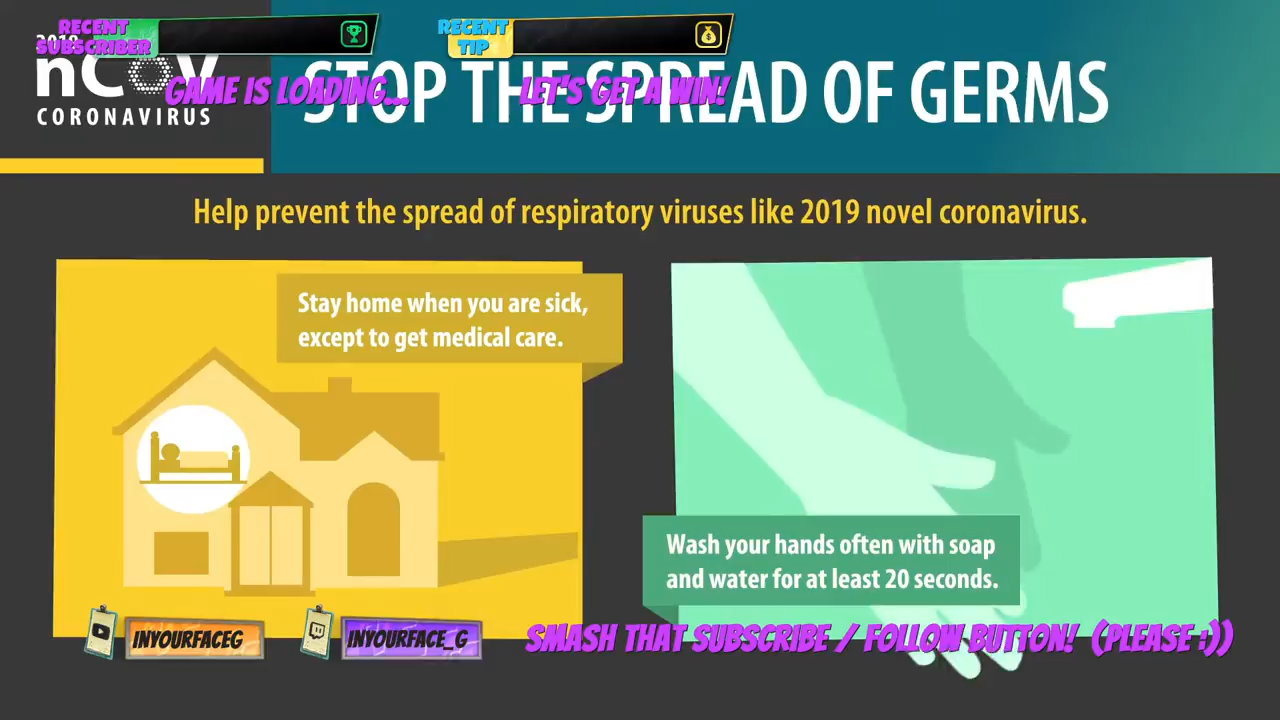 RECENT
SUBSCRIBER
RECENT
TIP
2019
nCoV
CORONAVIRUS
GAME IS LOADING...
LET'S GET A WIN!
STOP THE SPREAD OF GERMS
Help prevent the spread of respiratory viruses like 2019 novel coronavirus.
Stay home when you are sick,
except to get medical care.
Wash your hands often with soap
and water for at least 20 seconds.
INYOURFACEG
INYOURFACE_G
SMASH THAT SUBSCRIBE / FOLLOW BUTTON! (PLEASE :))